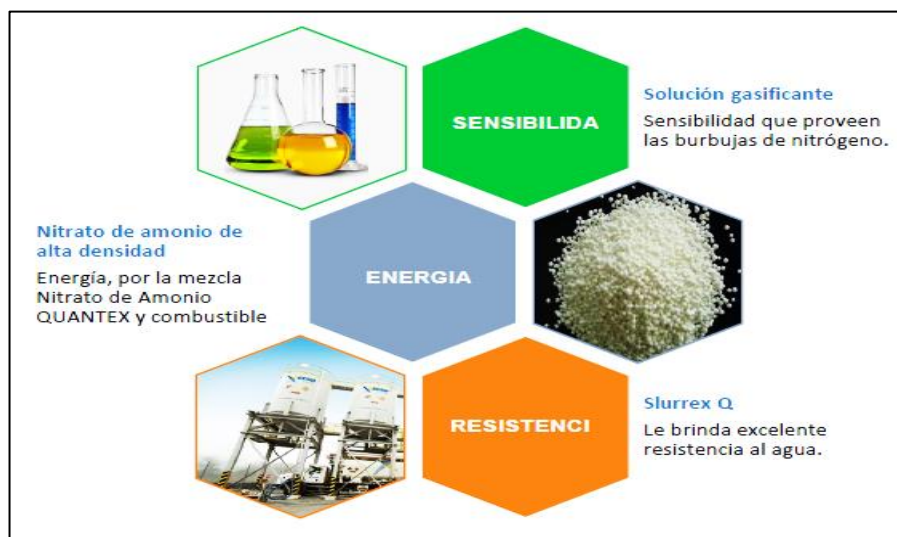 SENSIBILIDA
Solución gasificante
Sensibilidad que proveen
las burbujas de nitrógeno.
Nitrato de amonio de
alta densidad
Energía, por la mezcla
Nitrato de Amonio
QUANTEX y combustible
ENERGIA
RESISTENCI
Slurrex Q
Le brinda excelente
resistencia al agua.